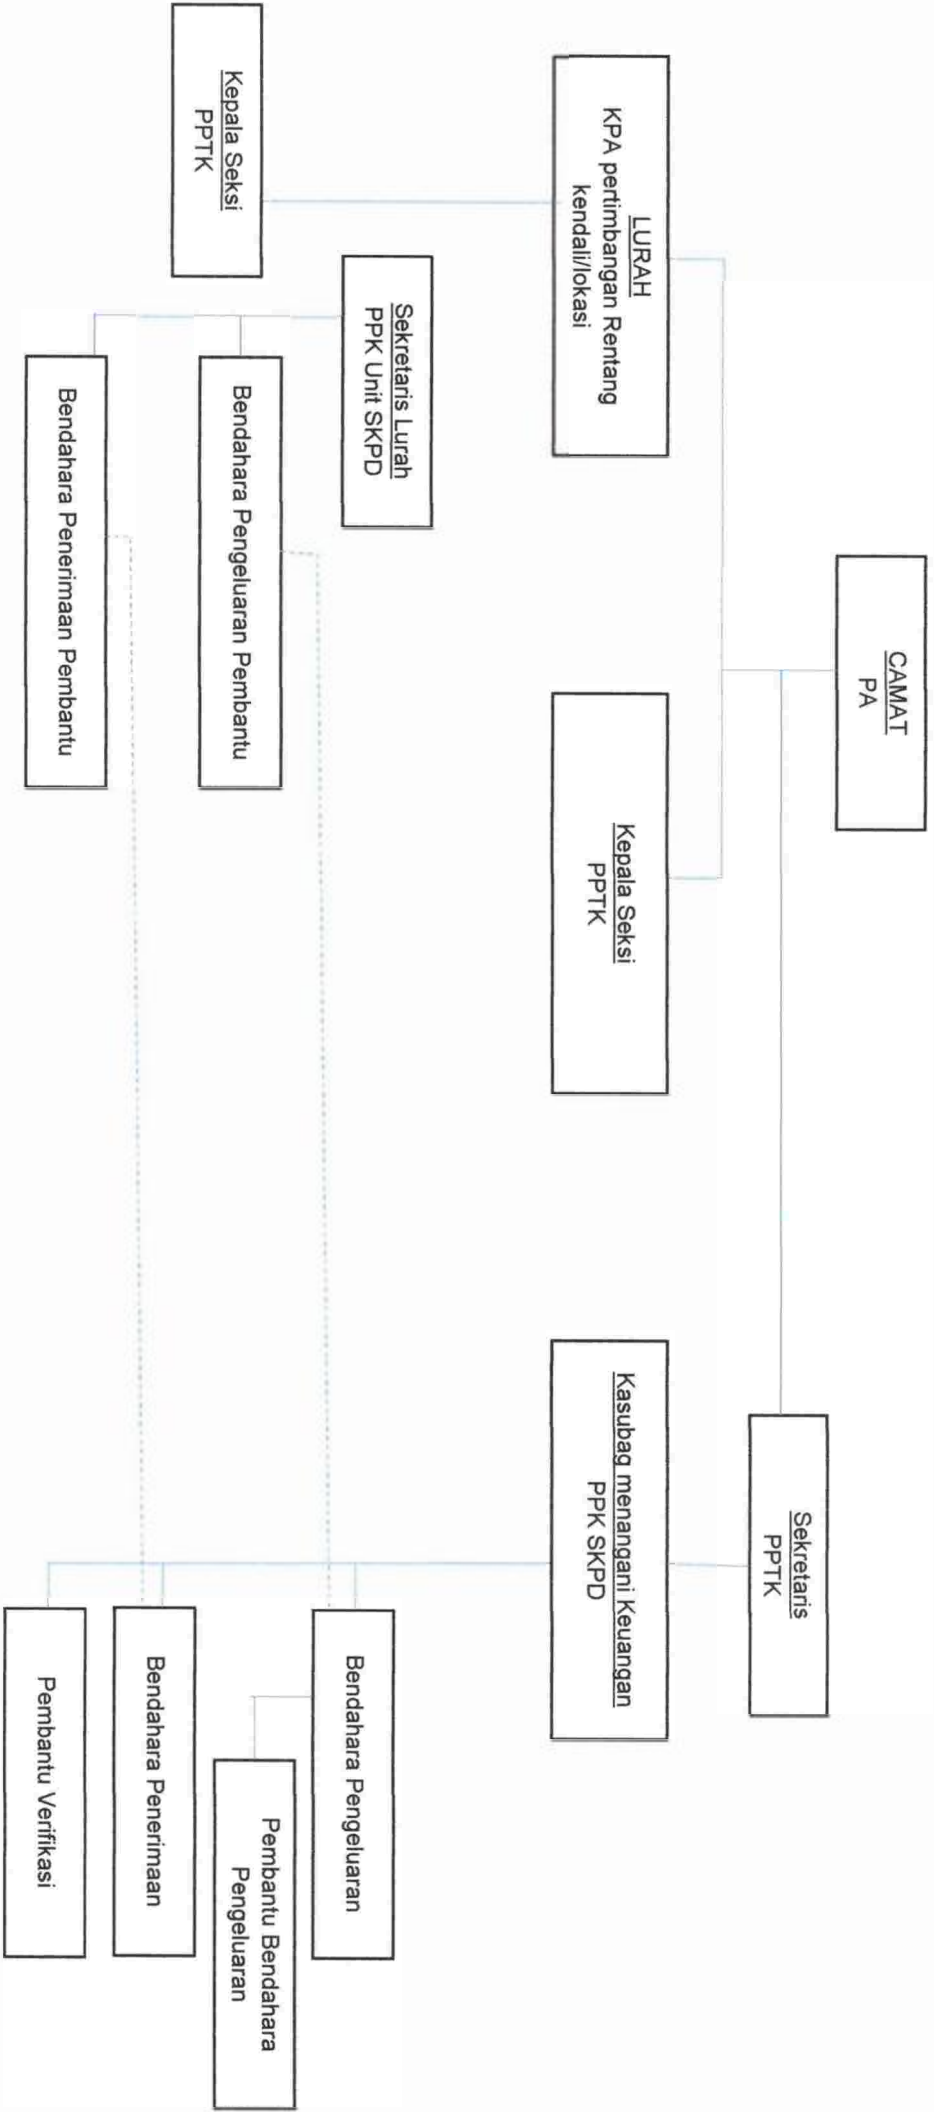 CAMAT
PA
Sekretaris
PPTK
LURAH
KPA pertimbangan Rentang
kendali/lokasi
Kepala Seksi
PPTK
Kasubag menangani Keuangan
PPK SKPD
Sekretaris Lurah
PPK Unit SKPD
Kepala Seksi
PPTK
Bendahara Pengeluaran Pembantu
Bendahara Penerimaan Pembantu
Bendahara Pengeluaran
Pembantu Bendahara
Pengeluaran
Bendahara Penerimaan
Pembantu Verifikasi